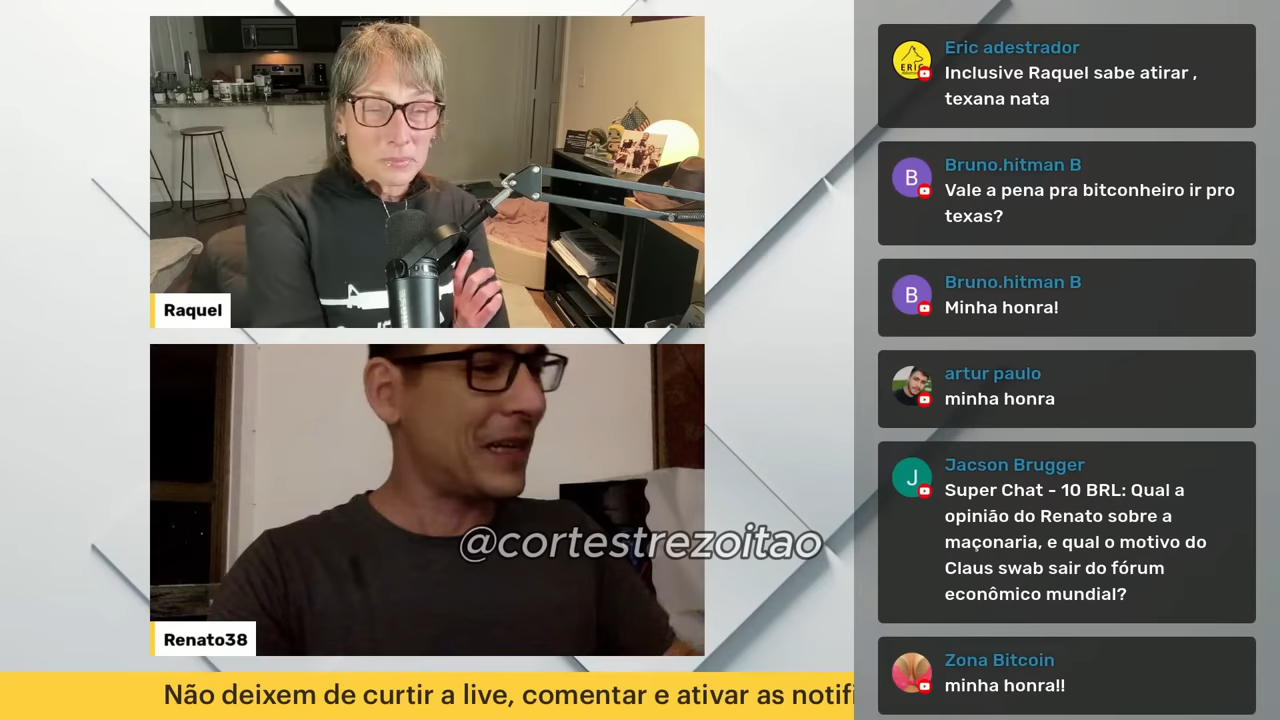 Raquel
Renato38
@cortestrezoitao
Não deixem de curtir a live, comentar e ativar as notifi
Eric adestrador
Inclusive Raquel sabe atirar ,
texana nata
ERIC
Bruno.hitman B
Vale a pena pra bitconheiro ir pro
texas?
B
Bruno.hitman B
Minha honra!
B
artur paulo
minha honra
Jacson Brugger
Super Chat - 10 BRL: Qual a
opinião do Renato sobre a
maçonaria, e qual o motivo do
Claus swab sair do fórum
econômico mundial?
J
Zona Bitcoin
minha honra!!